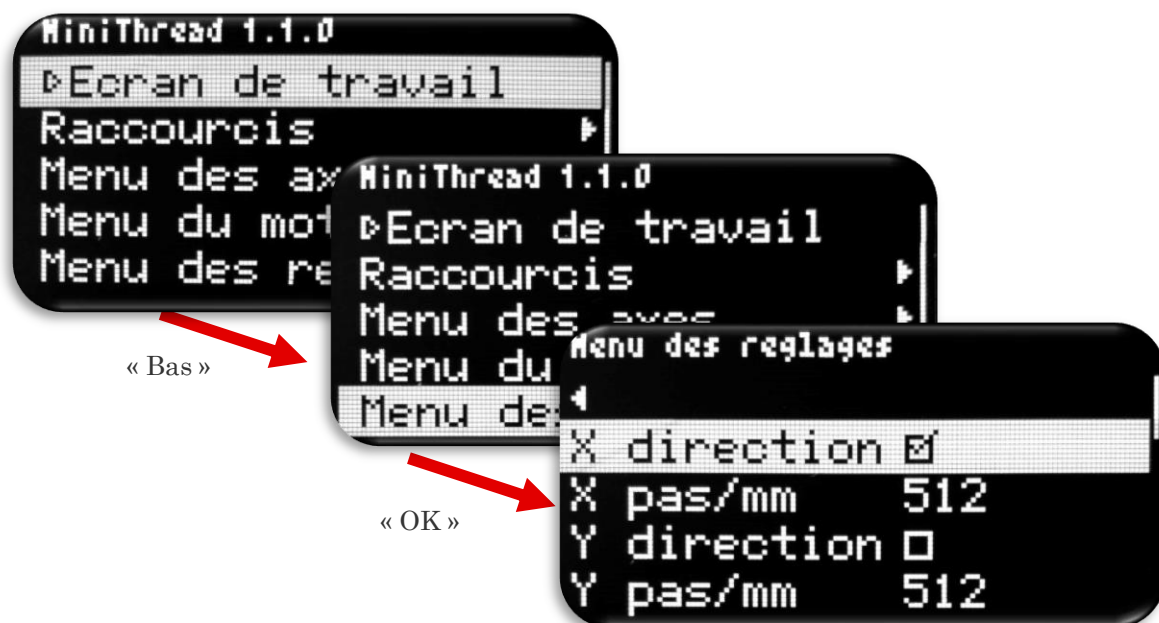 MiniThread 1.1.0
Ecran de travail
Raccourcis
Menu des ax
Menu du mot
Menu des re
« Bas »
MiniThread 1.1.0
Ecran de travail
Raccourcis
Menu des axes
Menu du
Menu des
« OK »
Menu des reglages
X direction
X pas/mm 512
Y direction
Y pas/mm 512